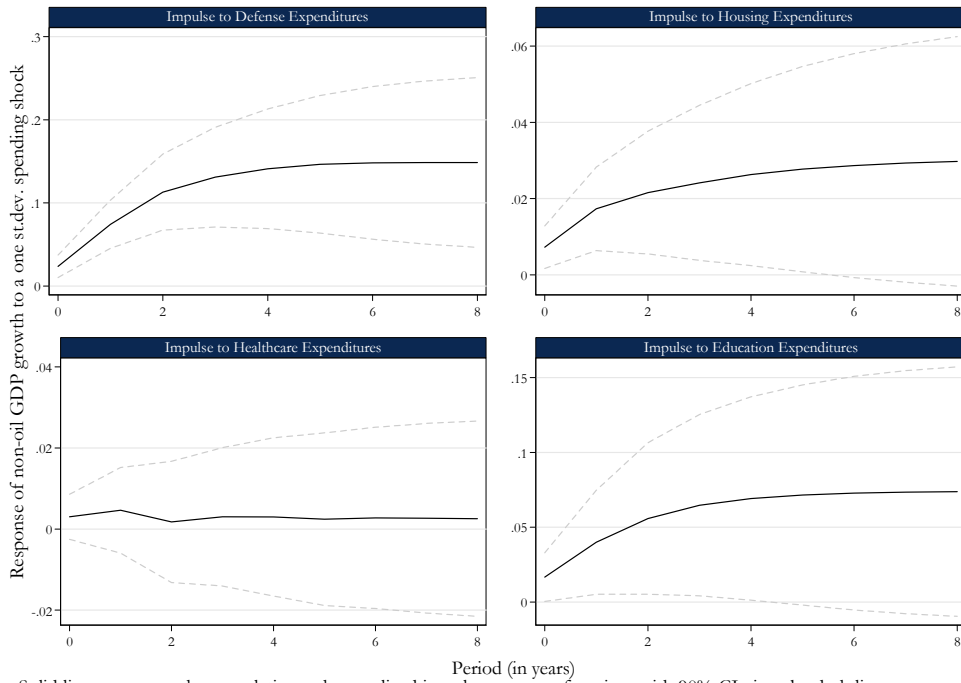 Impulse to Defense Expenditures
Impulse to Housing Expenditures
Response of non-oil GDP growth to a one st.dev. spending shock
.3
.2
.1
0
0 2 4 6 8
.06
.04
.02
0
0 2 4 6 8
Impulse to Healthcare Expenditures
Impulse to Education Expenditures
.04
.02
0
-.02
0 2 4 6 8
.15
.1
.05
0
0 2 4 6 8
Period (in years)